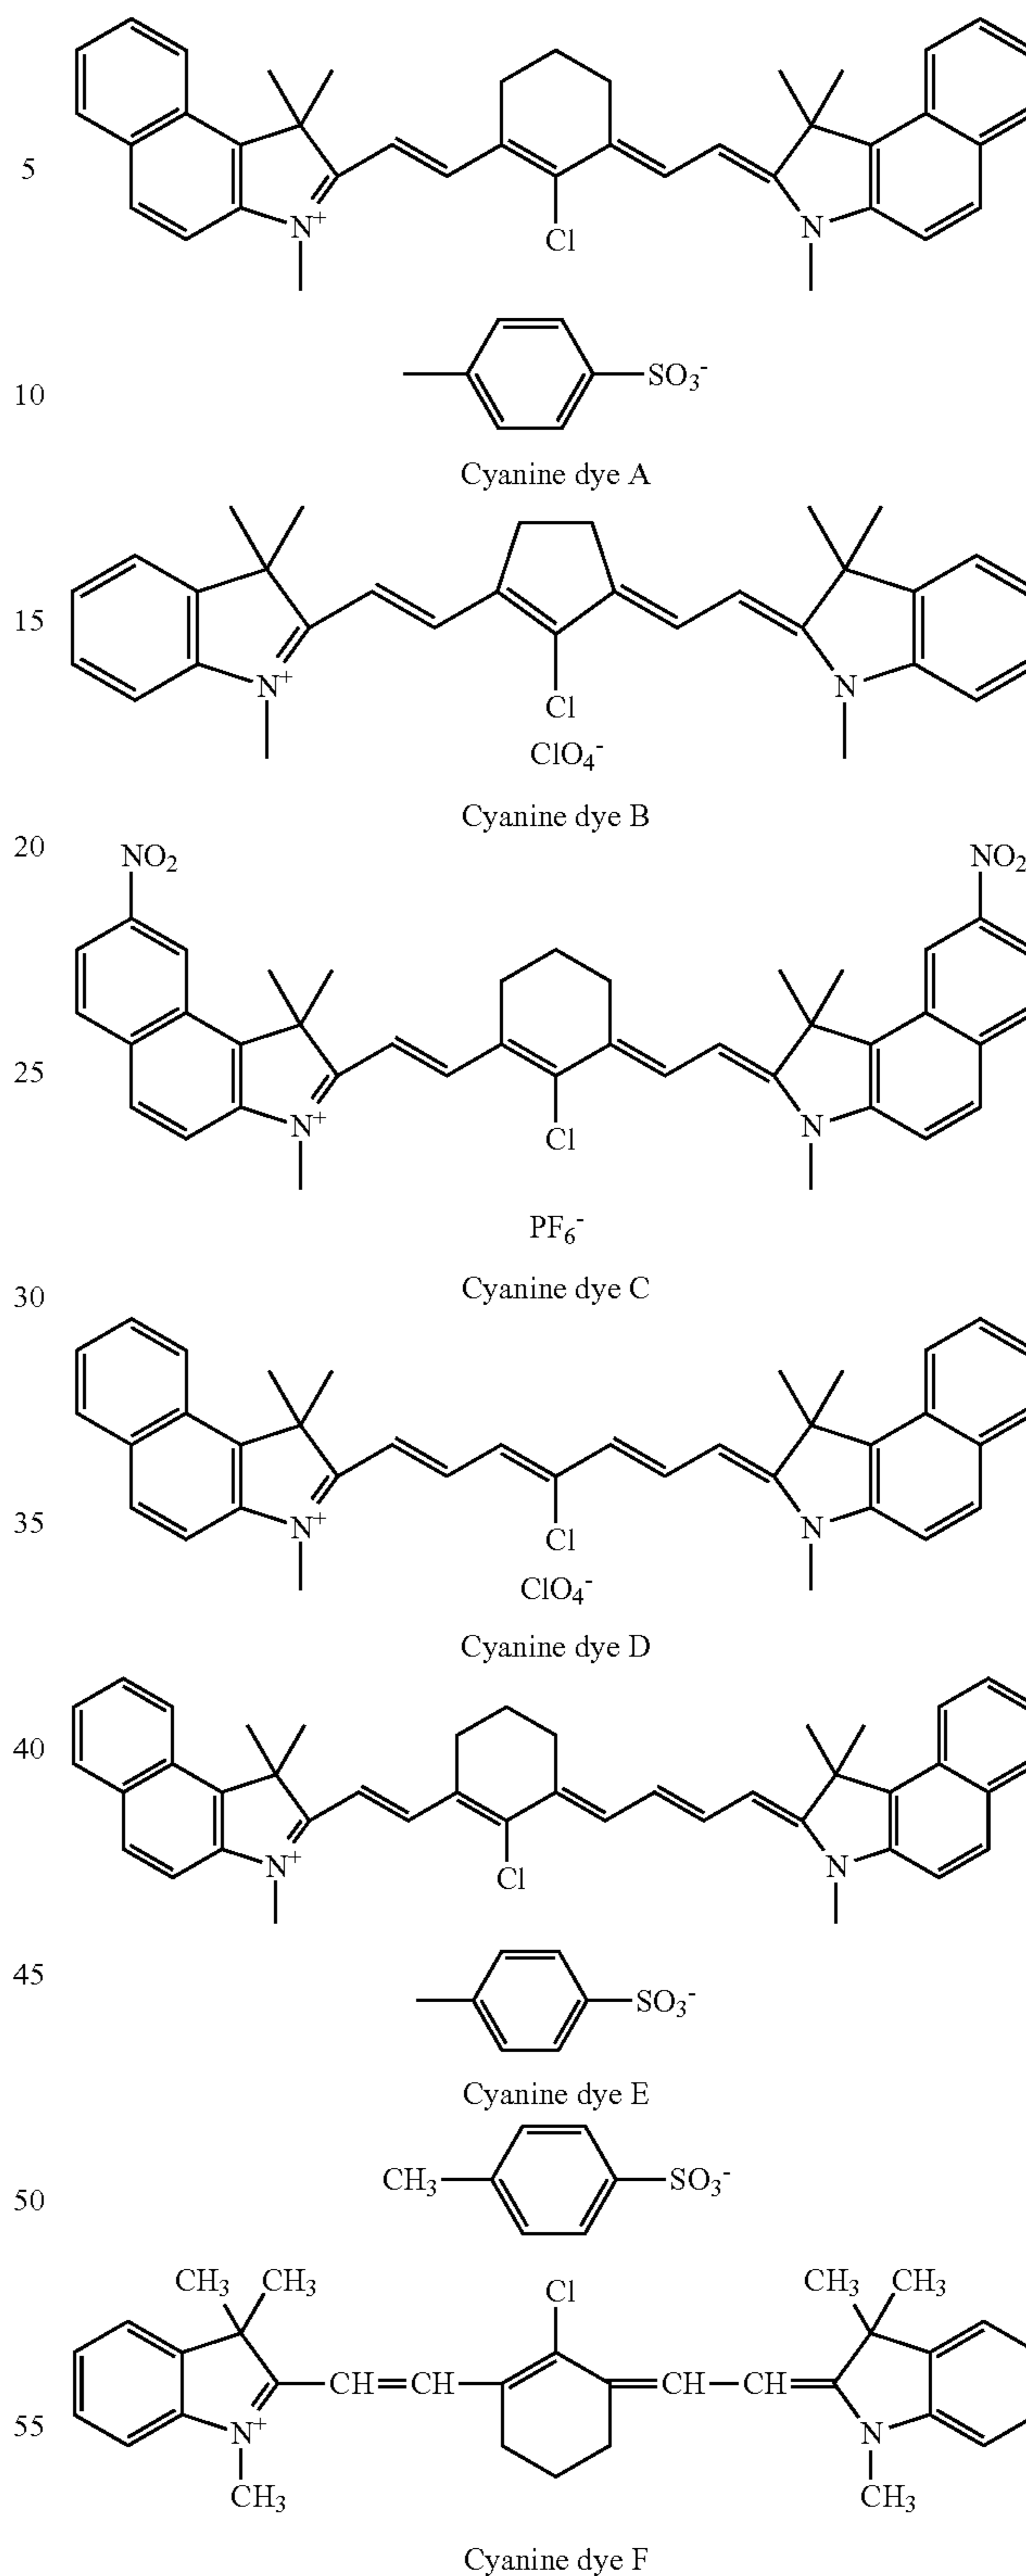 Cl
5
N⁺ N
SO₃⁻
10
Cyanine dye A
15
N⁺ N
Cl
ClO₄⁻
Cyanine dye B
20
NO₂ NO₂
25
N⁺ N
Cl
PF₆⁻
Cyanine dye C
30
35
N⁺ N
Cl
ClO₄⁻
Cyanine dye D
40
N⁺ N
Cl
45
SO₃⁻
Cyanine dye E
CH₃ SO₃⁻
50
CH₃ CH₃ Cl CH₃ CH₃
CH CH CH CH
55
N⁺ N
CH₃ CH₃
Cyanine dye F